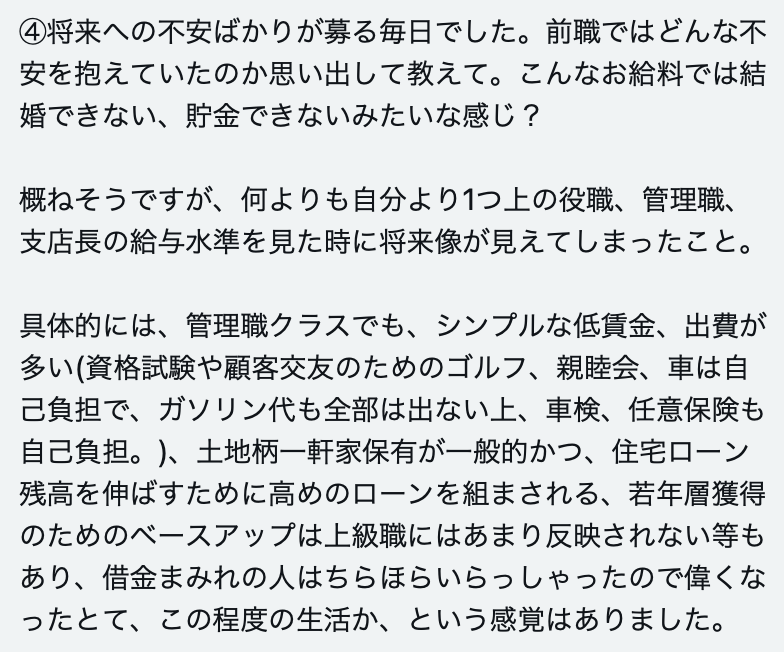 ④将来への不安ばかりが募る毎日でした。前職ではどんな不
安を抱えていたのか思い出して教えて。こんなお給料では結
婚できない、貯金できないみたいな感じ？
概ねそうですが、何よりも自分より1つ上の役職、管理職、
支店長の給与水準を見た時に将来像が見えてしまったこと。
具体的には、管理職クラスでも、シンプルな低賃金、出費が
多い(資格試験や顧客交友のためのゴルフ、親睦会、車は自
己負担で、ガソリン代も全部は出ない上、車検、任意保険も
自己負担。)、土地柄一軒家保有が一般的かつ、住宅ローン
残高を伸ばすために高めのローンを組まされる、若年層獲得
のためのベースアップは上級職にはあまり反映されない等も
あり、借金まみれの人はちらほらいらっしゃったので偉くな
ったとて、この程度の生活か、という感覚はありました。